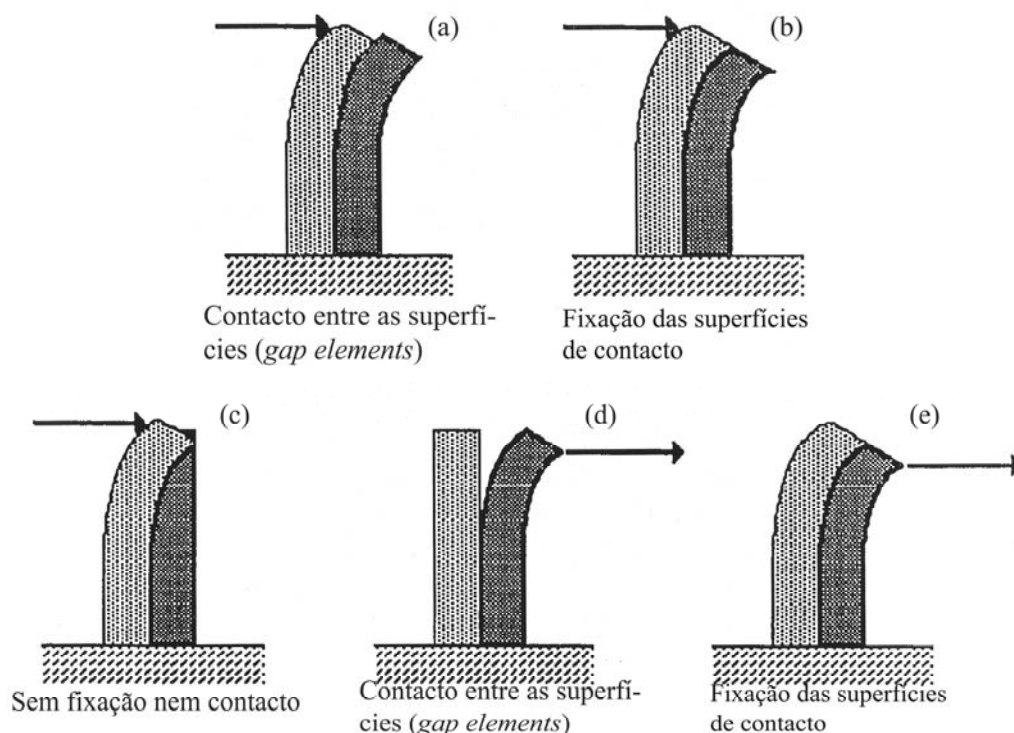 (a)
(b)
Contacto entre as superfí-
cies (gap elements)
Fixação das superfícies
de contacto
(c)
(d)
(e)
Sem fixação nem contacto
Contacto entre as superfí-
cies (gap elements)
Fixação das superfícies
de contacto